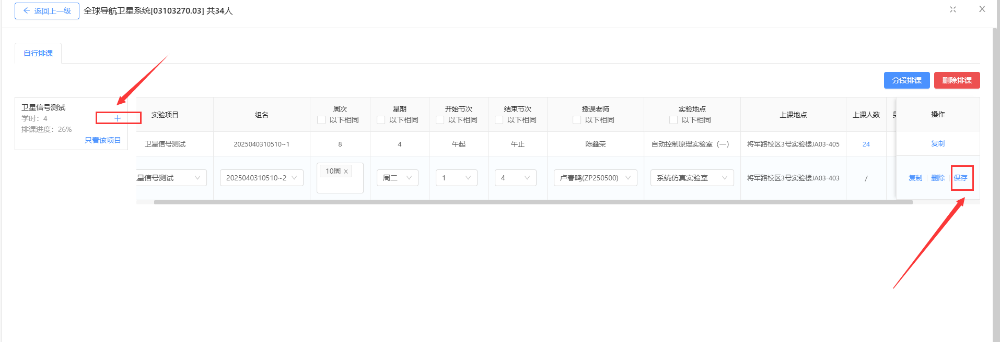 返回上一级 全球导航卫星系统[03103270.03] 共34人
自行排课
分段排课 删除排课
卫星信号测试
学时：4
排课进度：26%
只看该项目
实验项目 组名 周次 以下相同 星期 以下相同 开始节次 以下相同 结束节次 以下相同 授课老师 以下相同 实验地点 以下相同 上课地点 上课人数 操作
卫星信号测试 2025040310510~1 8 4 午起 午止 陈鑫荣 自动控制原理实验室（一） 将军路校区3号实验楼JA03-405 24 复制
星信号测试 2025040310510~2 10周 x 周二 1 4 卢春鸣(ZP250500) 系统仿真实验室 将军路校区3号实验楼JA03-403 / 复制 删除 保存